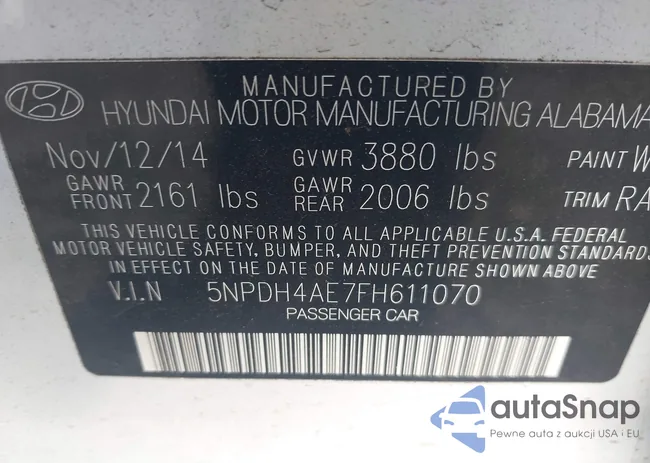 MANUFACTURED BY
HYUNDAI MOTOR MANUFACTURING ALABAMA
Nov/12/14 GVWR 3880 lbs PAINT W
GAWR FRONT 2161 lbs GAWR REAR 2006 lbs TRIM RA
THIS VEHICLE CONFORMS TO ALL APPLICABLE U.S.A. FEDERAL
MOTOR VEHICLE SAFETY, BUMPER, AND THEFT PREVENTION STANDARDS
IN EFFECT ON THE DATE OF MANUFACTURE SHOWN ABOVE
V.I.N 5NPDH4AE7FH611070
PASSENGER CAR
autaSnap
Pewne auta z aukcji USA i EU